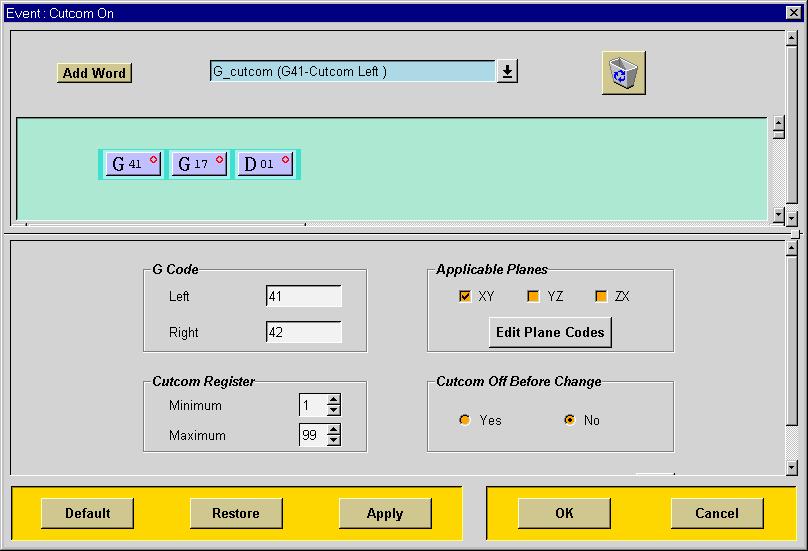 Event : Cutcom On
Add Word
G_cutcom (G41-Cutcom Left )
G 41 G 17 D 01
G Code
Left 41
Right 42
Applicable Planes
XY YZ ZX
Edit Plane Codes
Cutcom Register
Minimum 1
Maximum 99
Cutcom Off Before Change
Yes No
Default Restore Apply OK Cancel